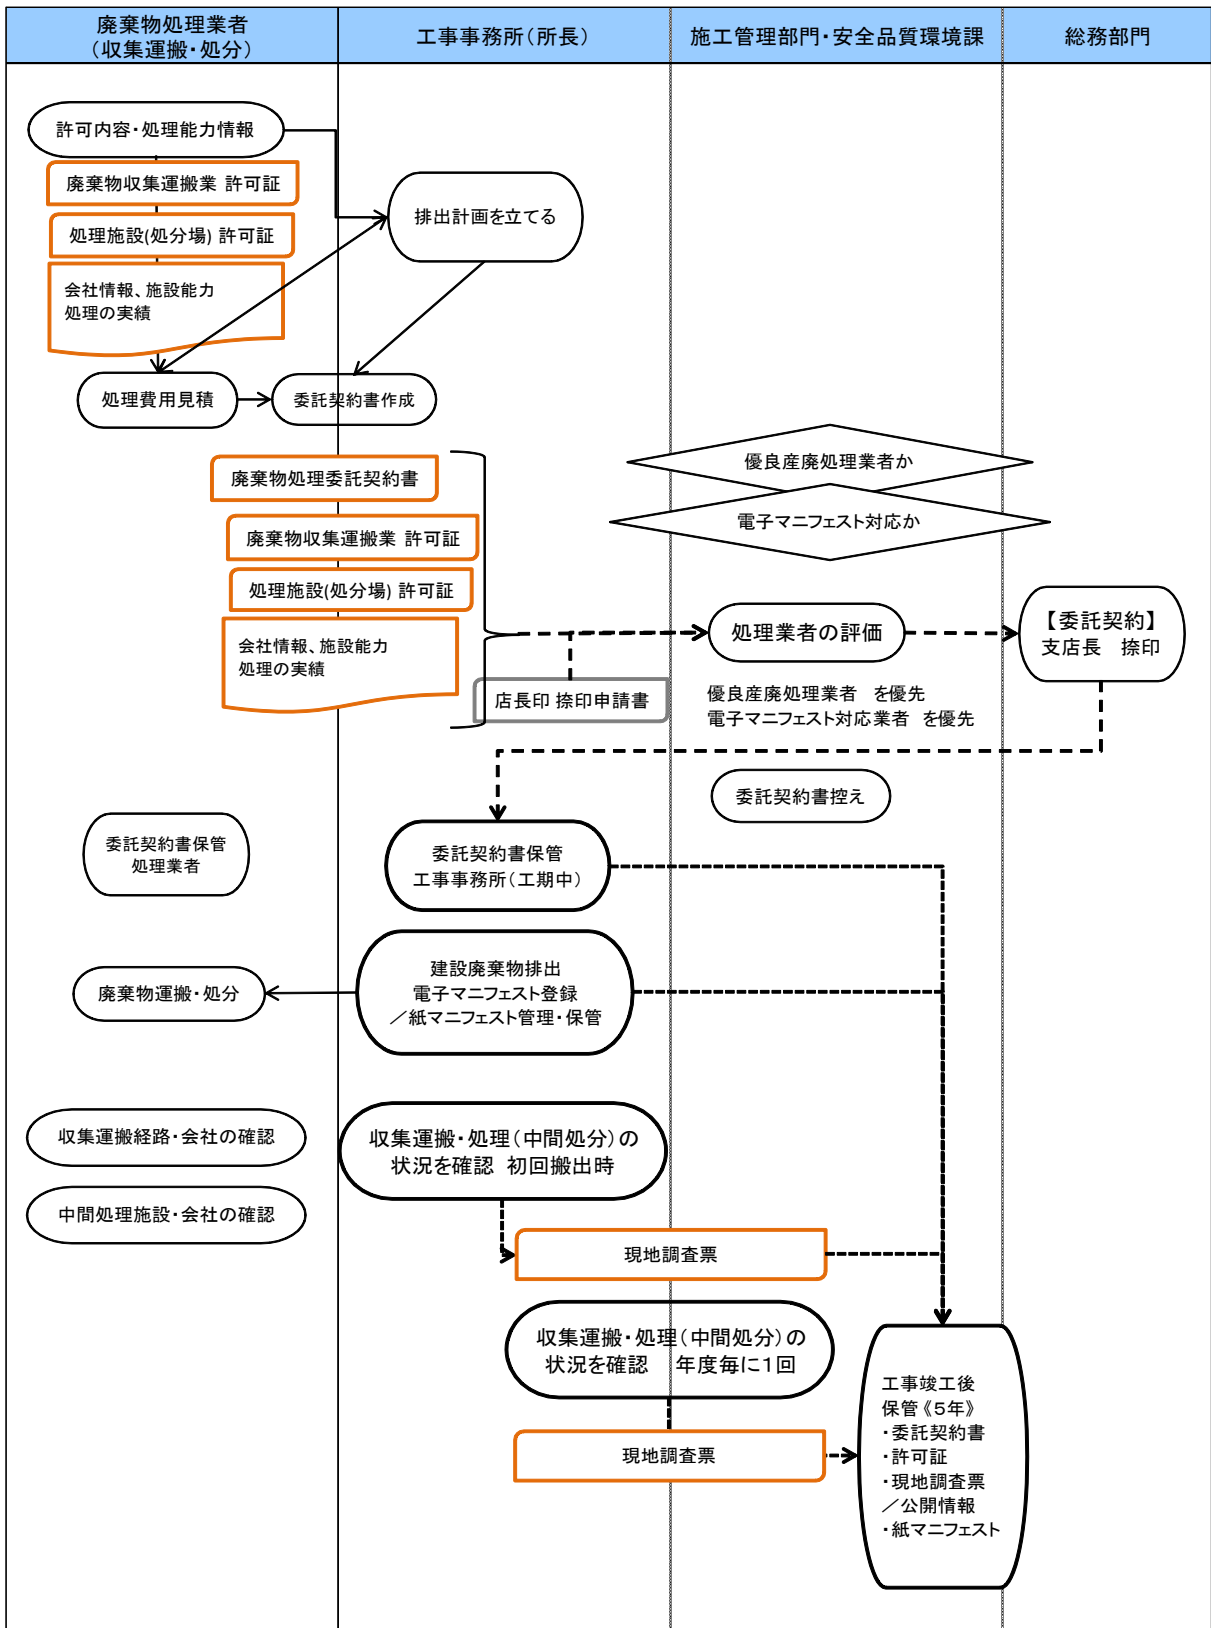 廃棄物処理業者
（収集運搬・処分）
工事事務所（所長）
施工管理部門・安全品質環境課
総務部門
許可内容・処理能力情報
廃棄物収集運搬業 許可証
処理施設(処分場) 許可証
会社情報、施設能力
処理の実績
排出計画を立てる
処理費用見積
委託契約書作成
廃棄物処理委託契約書
廃棄物収集運搬業 許可証
処理施設(処分場) 許可証
会社情報、施設能力
処理の実績
店長印 捺印申請書
優良産廃処理業者か
電子マニフェスト対応か
処理業者の評価
【委託契約】
支店長　捺印
優良産廃処理業者　を優先
電子マニフェスト対応業者　を優先
委託契約書控え
委託契約書保管
処理業者
委託契約書保管
工事事務所（工期中）
廃棄物運搬・処分
建設廃棄物排出
電子マニフェスト登録
／紙マニフェスト管理・保管
収集運搬経路・会社の確認
中間処理施設・会社の確認
収集運搬・処理（中間処分）の
状況を確認 初回搬出時
現地調査票
収集運搬・処理（中間処分）の
状況を確認　年度毎に１回
現地調査票
工事竣工後
保管《５年》
・委託契約書
・許可証
・現地調査票
／公開情報
・紙マニフェスト